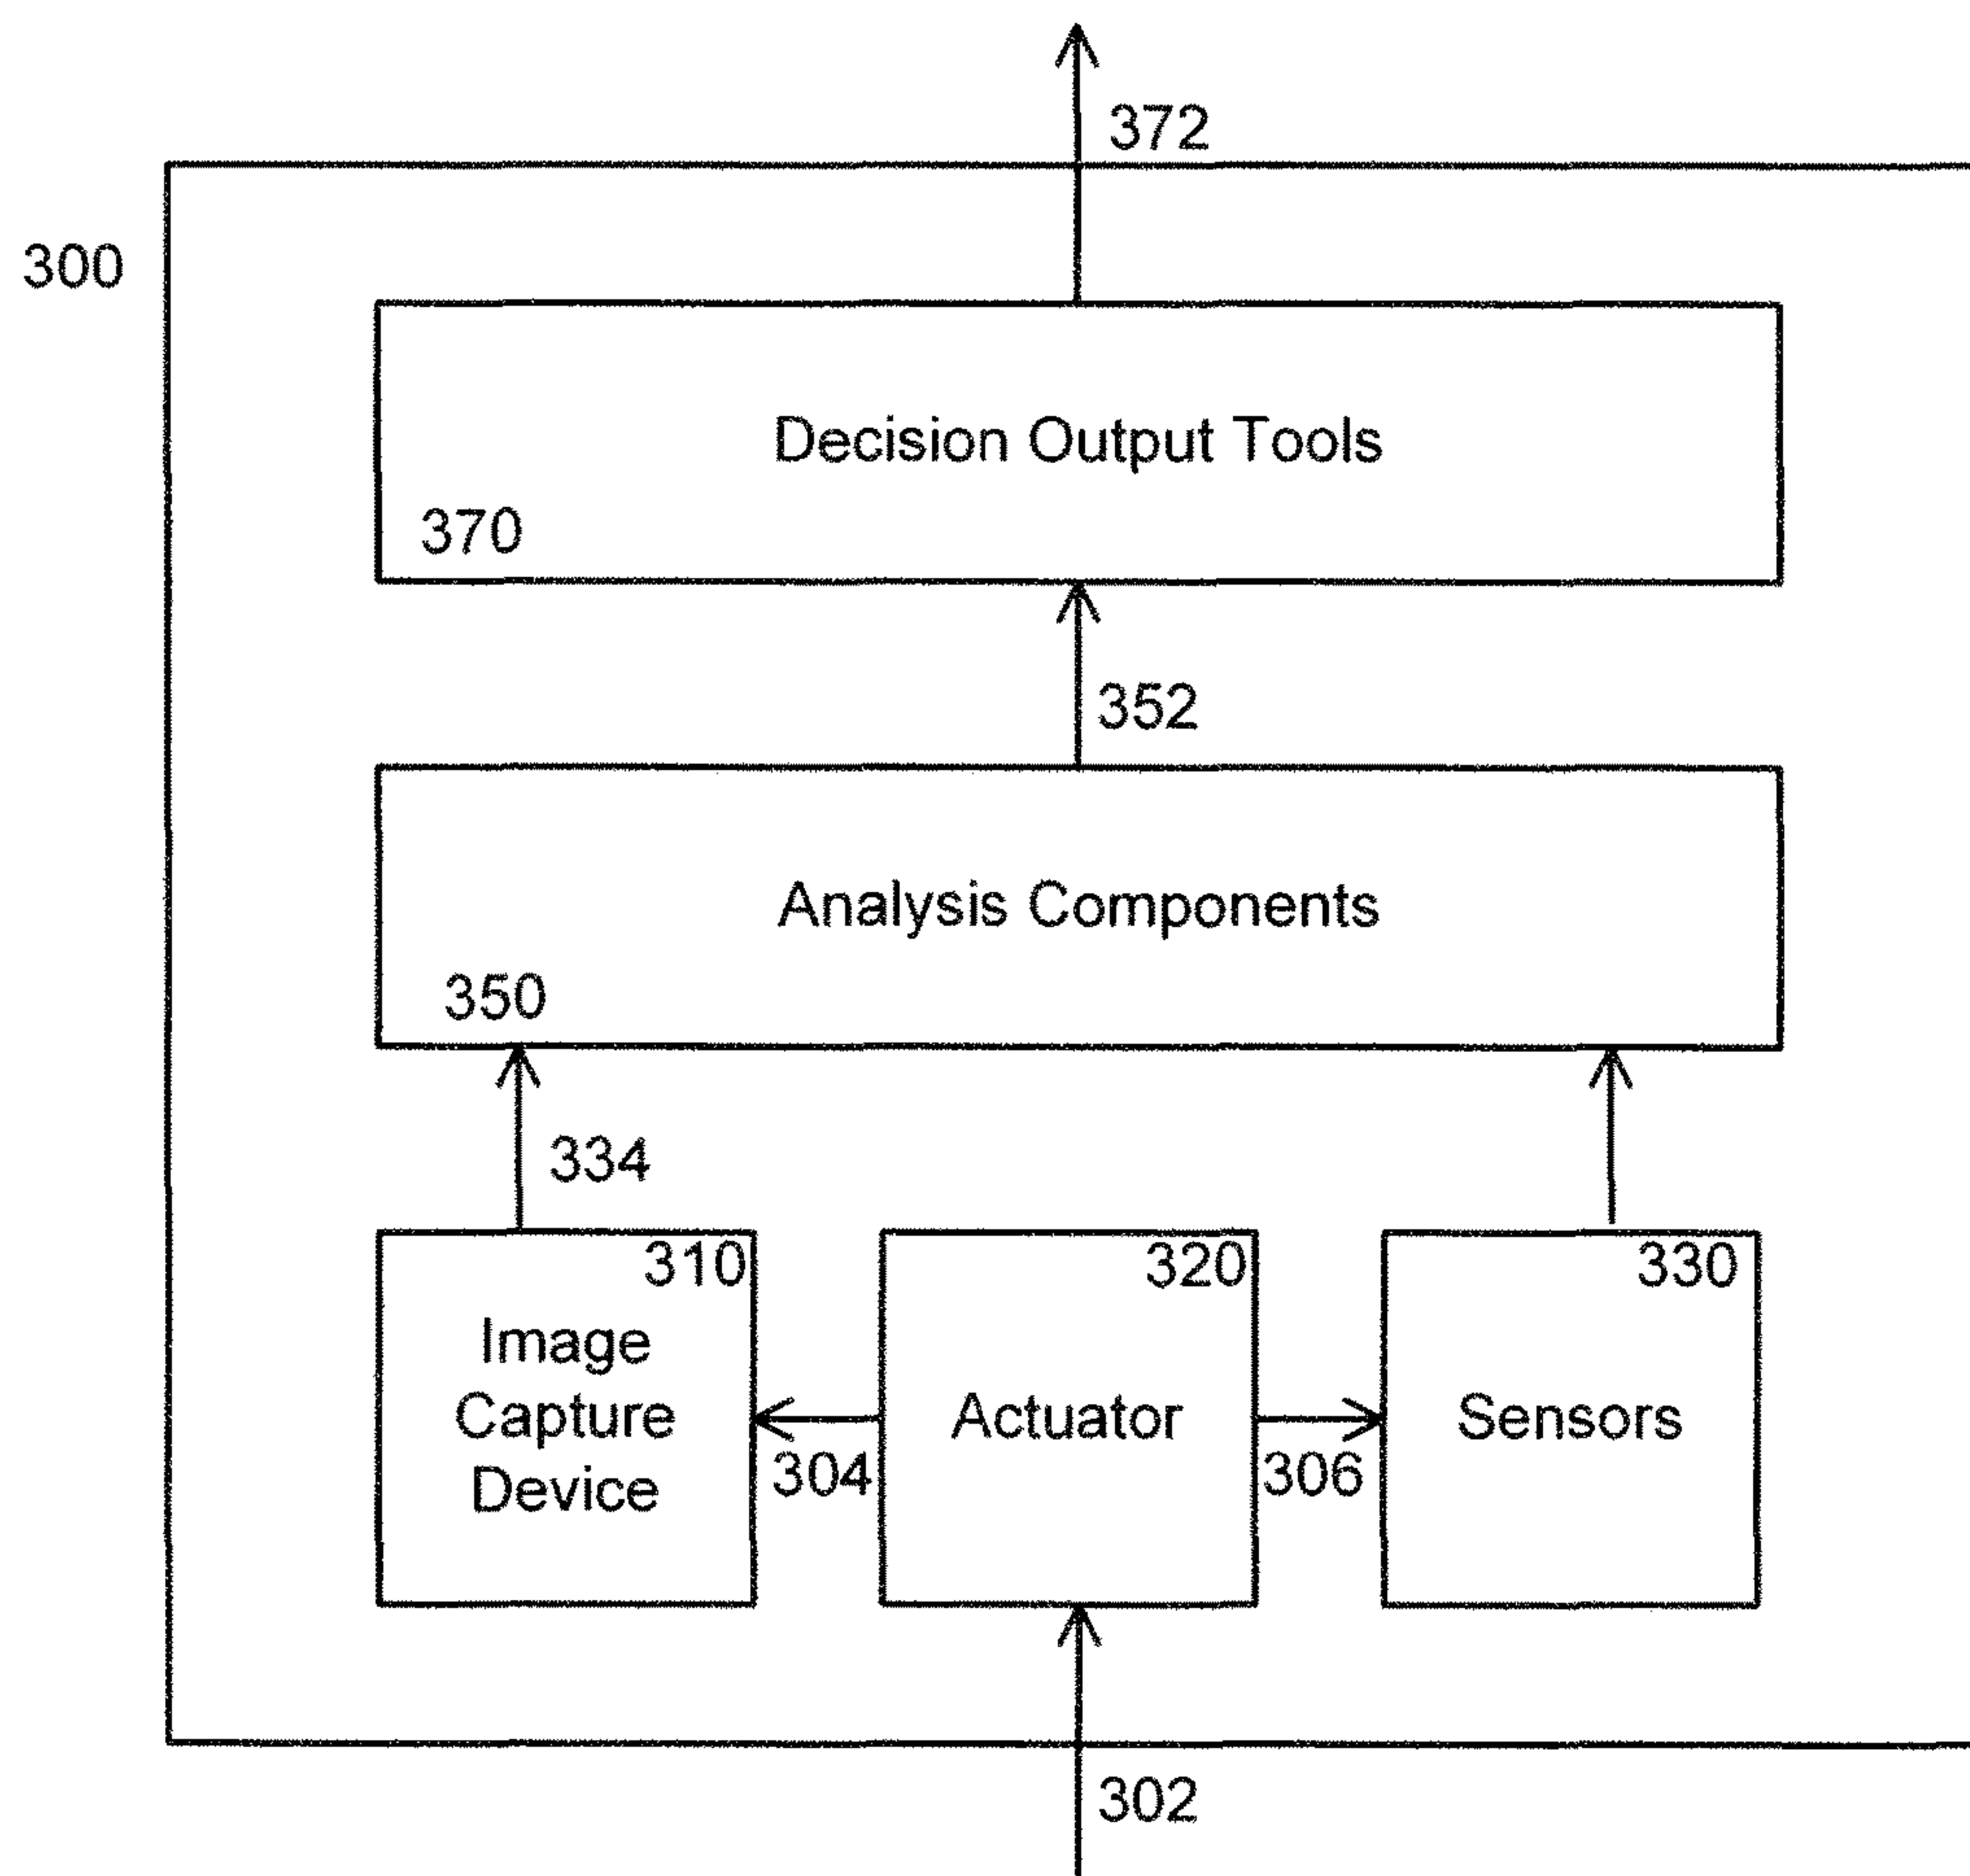 372
300
Decision Output Tools
370
352
Analysis Components
350
334
310
Image
Capture
Device
304
320
Actuator
306
330
Sensors
302